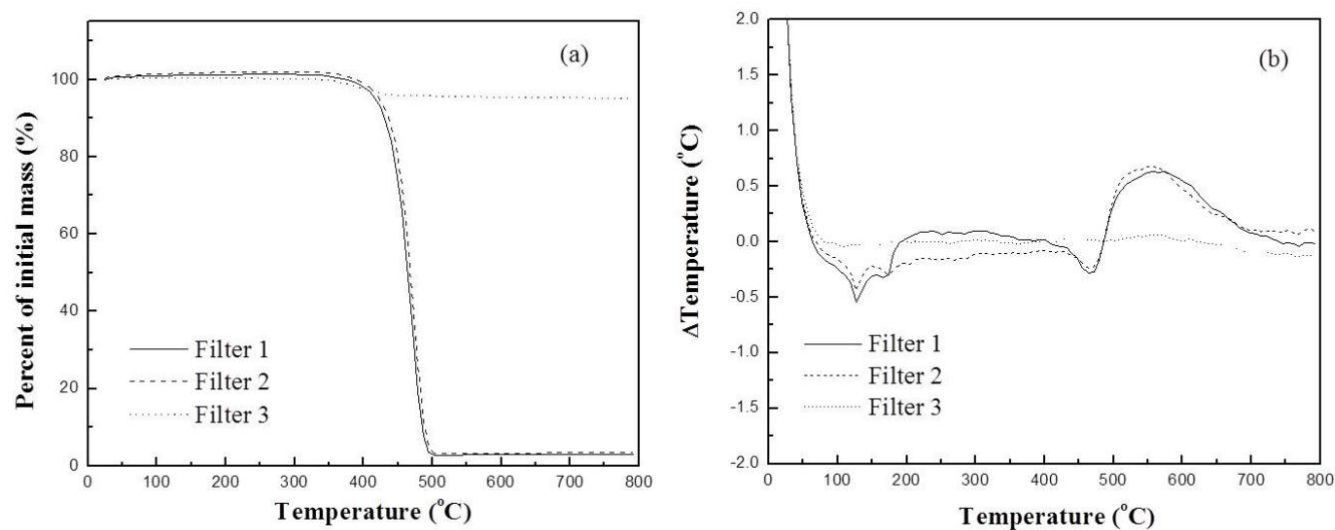 (a)
Percent of initial mass (%)
100
80
60
40
20
0
Filter 1
Filter 2
Filter 3
0 100 200 300 400 500 600 700 800
Temperature (°C)
(b)
ΔTemperature (°C)
2.0
1.5
1.0
0.5
0.0
-0.5
-1.0
-1.5
-2.0
Filter 1
Filter 2
Filter 3
0 100 200 300 400 500 600 700 800
Temperature (°C)